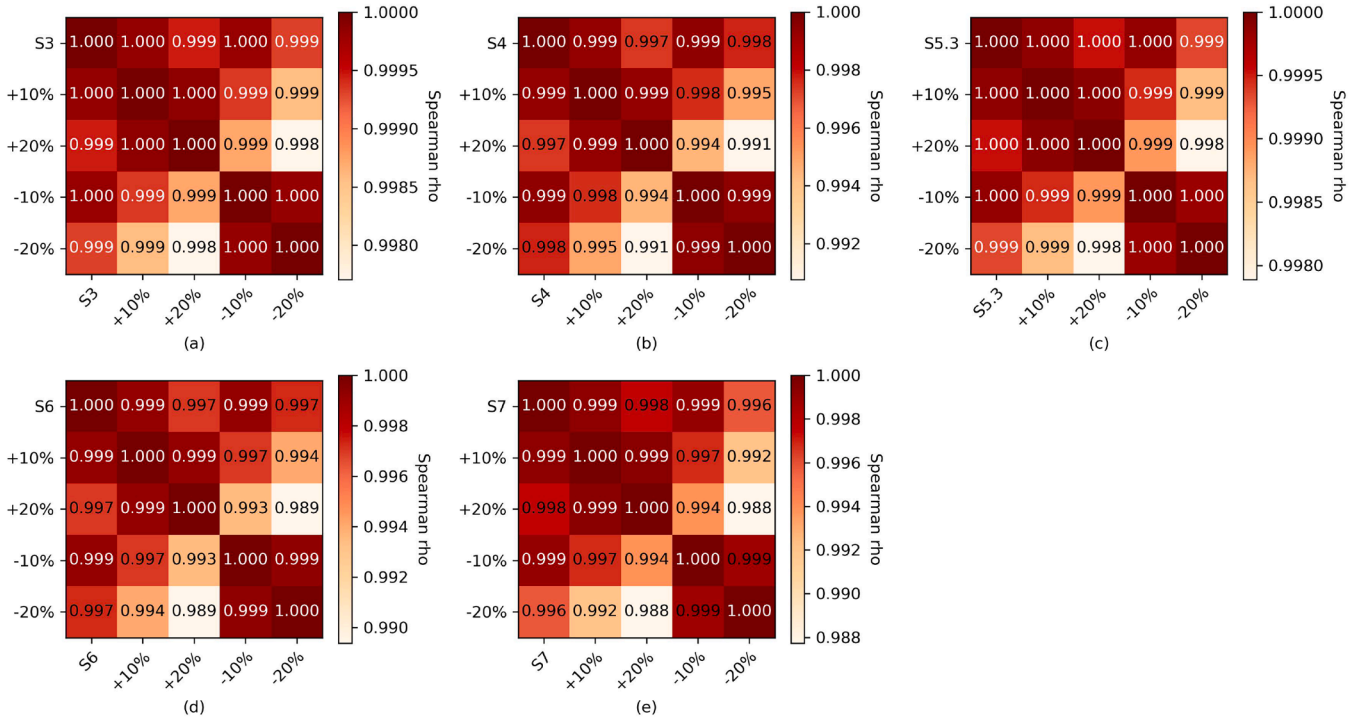 S3 1.000 1.000 0.999 1.000 0.999
+10% 1.000 1.000 1.000 0.999 0.999
+20% 0.999 1.000 1.000 0.999 0.998
-10% 1.000 0.999 0.999 1.000 1.000
-20% 0.999 0.999 0.998 1.000 1.000
S3 +10% +20% -10% -20%
1.0000
0.9995
0.9990
0.9985
0.9980
Spearman rho
(a)
S4 1.000 0.999 0.997 0.999 0.998
+10% 0.999 1.000 0.999 0.998 0.995
+20% 0.997 0.999 1.000 0.994 0.991
-10% 0.999 0.998 0.994 1.000 0.999
-20% 0.998 0.995 0.991 0.999 1.000
S4 +10% +20% -10% -20%
1.000
0.998
0.996
0.994
0.992
Spearman rho
(b)
S5.3 1.000 1.000 1.000 1.000 0.999
+10% 1.000 1.000 1.000 0.999 0.999
+20% 1.000 1.000 1.000 0.999 0.998
-10% 1.000 0.999 0.999 1.000 1.000
-20% 0.999 0.999 0.998 1.000 1.000
S5.3 +10% +20% -10% -20%
1.0000
0.9995
0.9990
0.9985
0.9980
Spearman rho
(c)
S6 1.000 0.999 0.997 0.999 0.997
+10% 0.999 1.000 0.999 0.997 0.994
+20% 0.997 0.999 1.000 0.993 0.989
-10% 0.999 0.997 0.993 1.000 0.999
-20% 0.997 0.994 0.989 0.999 1.000
S6 +10% +20% -10% -20%
1.000
0.998
0.996
0.994
0.992
0.990
Spearman rho
(d)
S7 1.000 0.999 0.998 0.999 0.996
+10% 0.999 1.000 0.999 0.997 0.992
+20% 0.998 0.999 1.000 0.994 0.988
-10% 0.999 0.997 0.994 1.000 0.999
-20% 0.996 0.992 0.988 0.999 1.000
S7 +10% +20% -10% -20%
1.000
0.998
0.996
0.994
0.992
0.990
0.988
Spearman rho
(e)